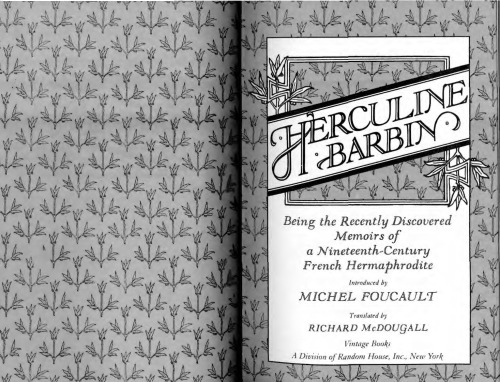 HERCULINE
BARBIN
Being the Recently Discovered
Memoirs of
a Nineteenth-Century
French Hermaphrodite
Introduced by
MICHEL FOUCAULT
Translated by
RICHARD McDOUGALL
Vintage Books
A Division of Random House, Inc., New York